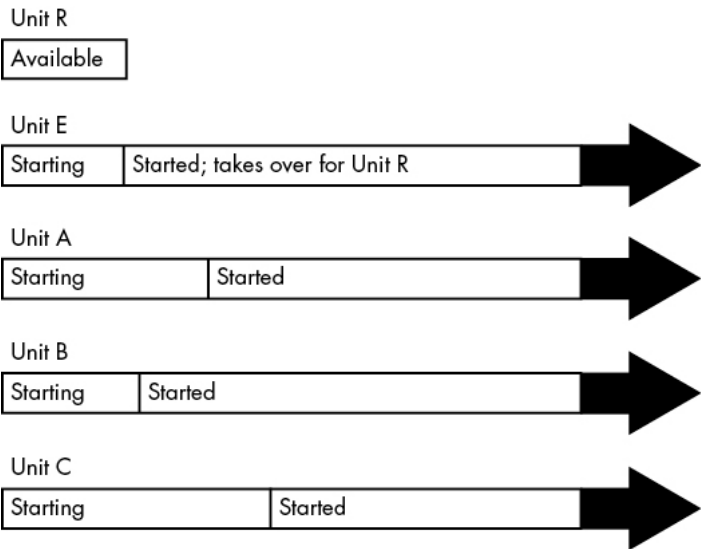 Unit R
Available
Unit E
Starting Started; takes over for Unit R
Unit A
Starting Started
Unit B
Starting Started
Unit C
Starting Started